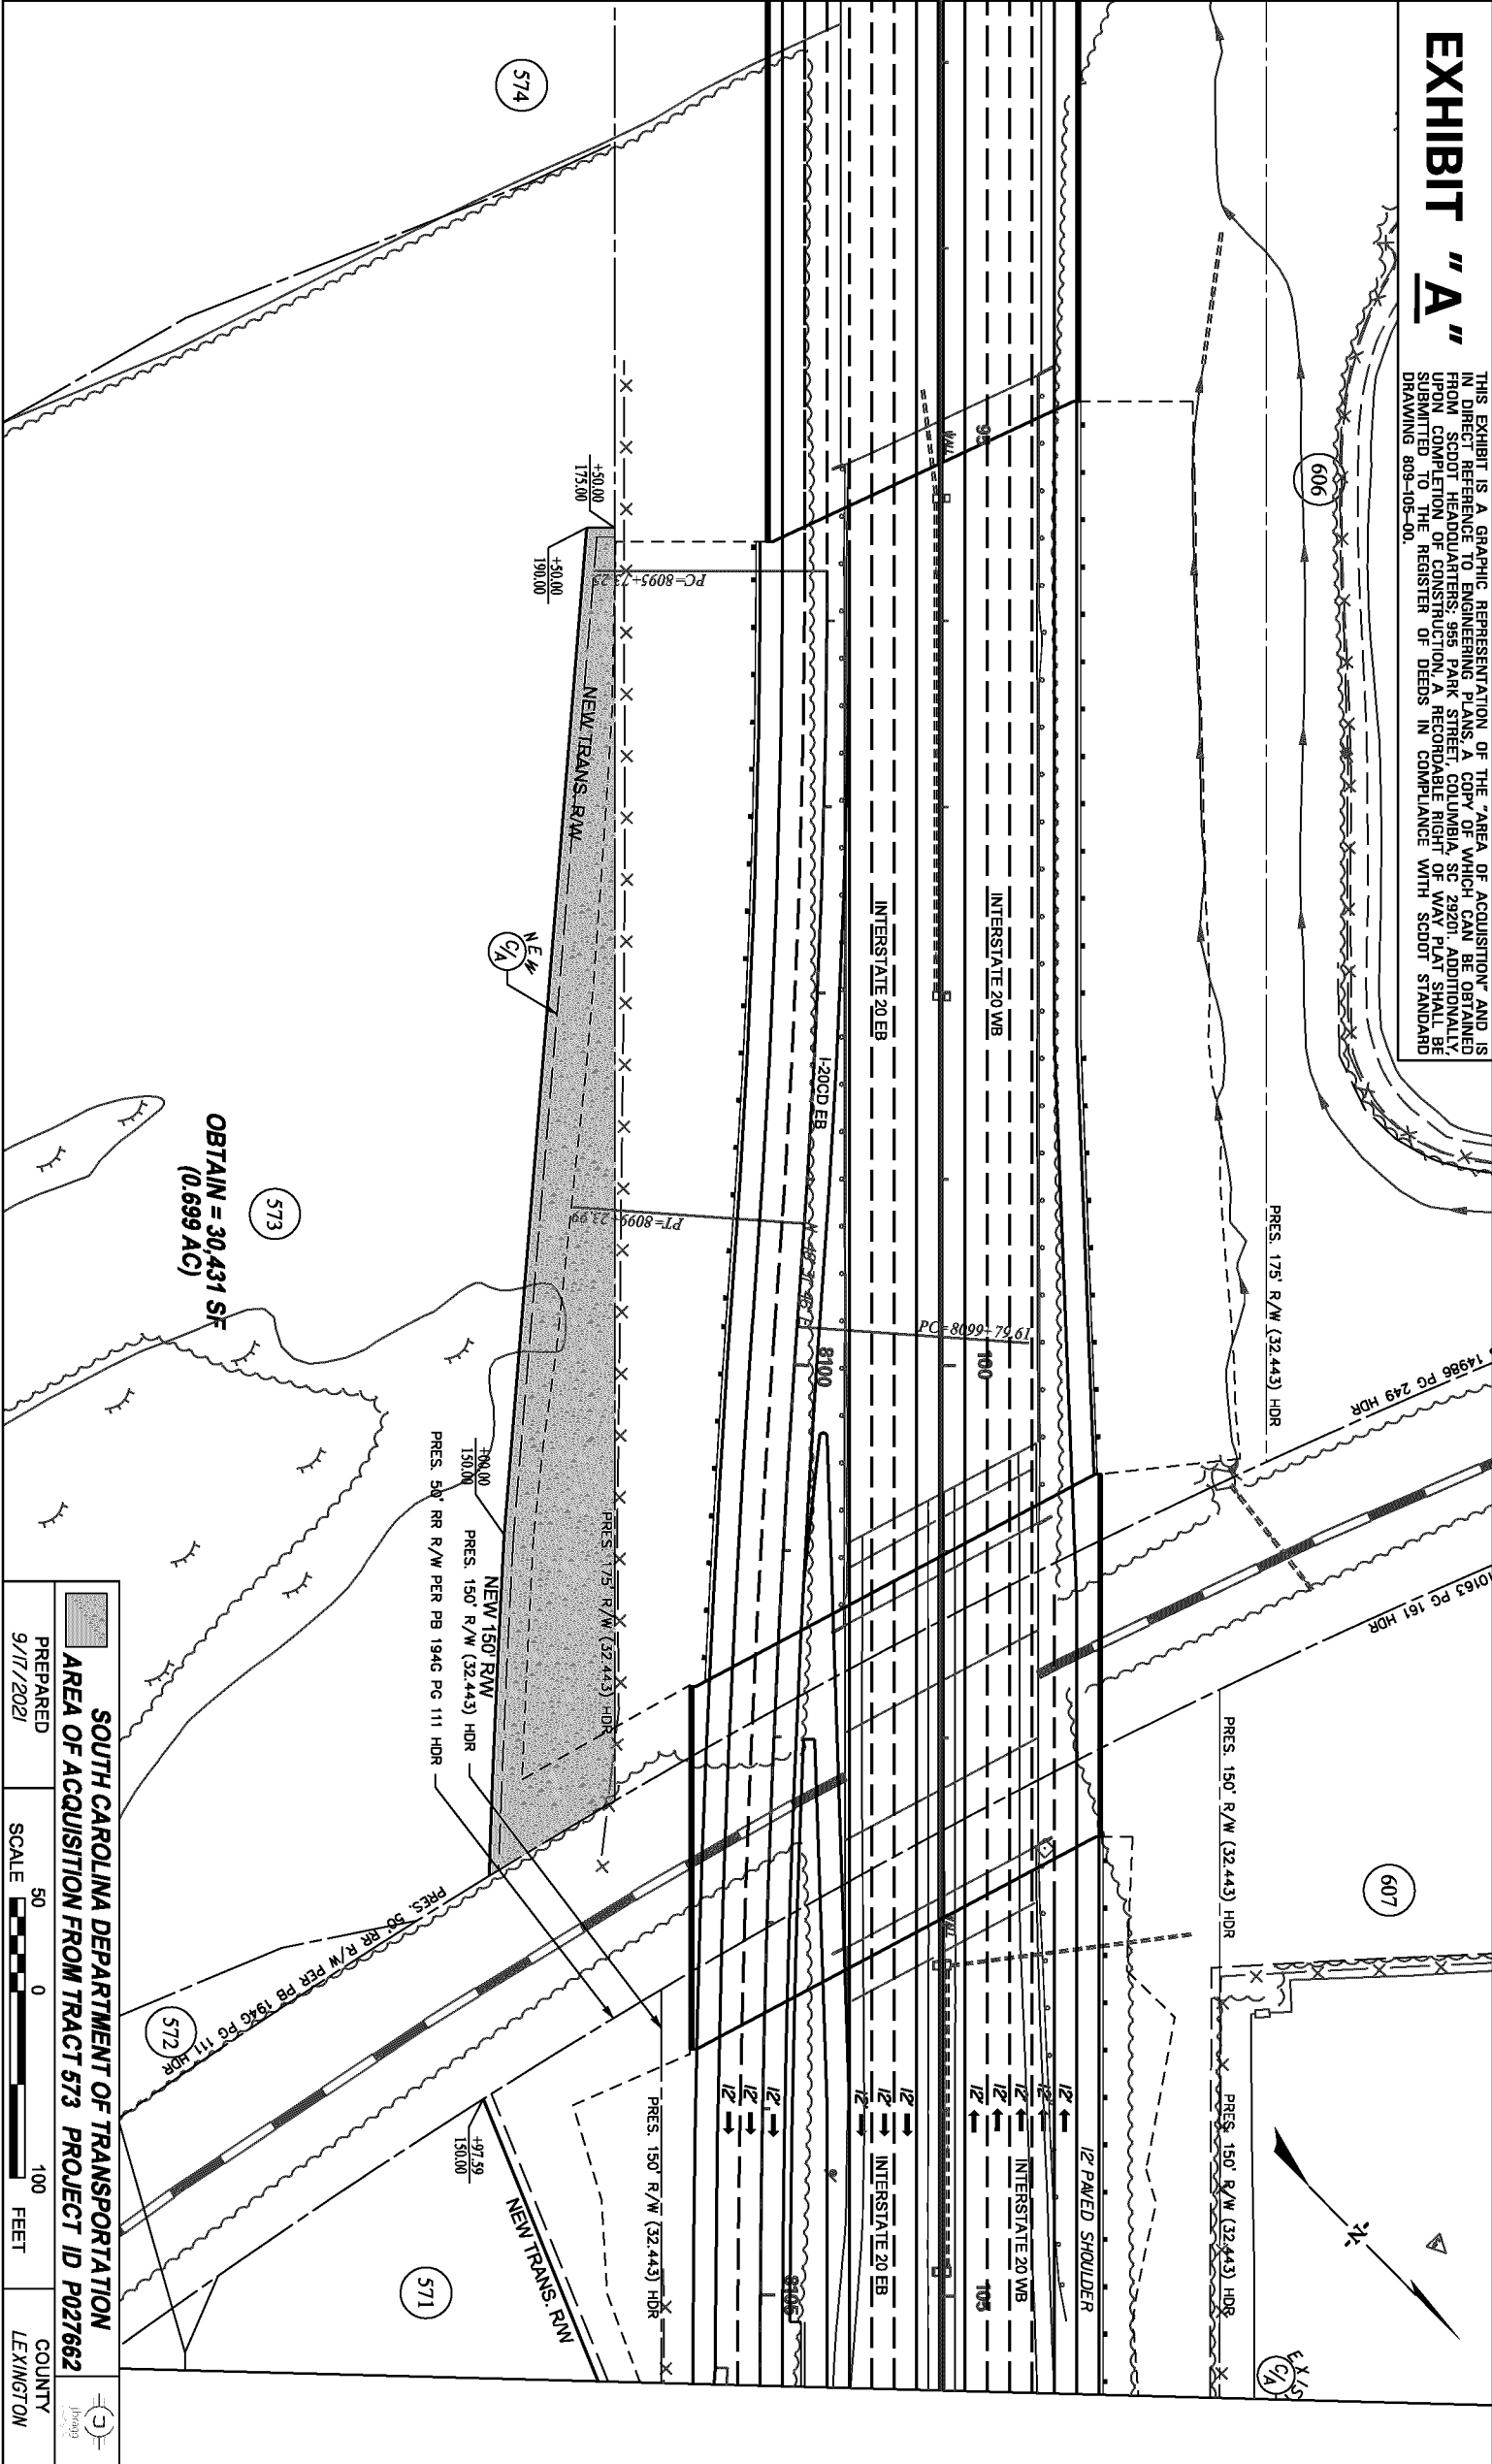 EXHIBIT "A"
THIS EXHIBIT IS A GRAPHIC REPRESENTATION OF THE "AREA OF ACQUISITION" AND IS
IN DIRECT REFERENCE TO ENGINEERING PLANS, A COPY OF WHICH CAN BE OBTAINED
FROM SCDOT HEADQUARTERS; 955 PARK STREET, COLUMBIA, SC 29201. ADDITIONALLY,
UPON COMPLETION OF CONSTRUCTION, A RECORDABLE RIGHT OF WAY PLAT SHALL BE
SUBMITTED TO THE REGISTER OF DEEDS IN COMPLIANCE WITH SCDOT STANDARD
DRAWING 809-105-00.
606
14986 PG 249 HDR
10163 PG 161 HDR
607
EXIS
C/A
N
PRES. 175' R/W (32.443) HDR
PRES. 150' R/W (32.443) HDR
PRES. 150' R/W (32.443) HDR
12' PAVED SHOULDER
12'
12'
12'
12'
12'
95
100
105
WALL
WALL
INTERSTATE 20 WB
INTERSTATE 20 WB
PC=8099+79.61
INTERSTATE 20 EB
INTERSTATE 20 EB
12'
12'
12'
I-20CD EB
N 48° 31' 46" E
8100
8105
12'
12'
12'
PC=8095+73.25
PT=8099+23.99
PRES. 175' R/W (32.443) HDR
PRES. 150' R/W (32.443) HDR
574
+50.00
175.00
+50.00
190.00
NEW TRANS. R/W
NEW
C/A
NEW 150' R/W
PRES. 150' R/W (32.443) HDR
+00.00
150.00
PRES. 50' RR R/W PER PB 194G PG 111 HDR
PRES. 50' RR R/W PER PB 194G PG 111 HDR
+97.59
150.00
NEW TRANS. R/W
573
OBTAIN = 30,431 SF
(0.699 AC)
572
571
SOUTH CAROLINA DEPARTMENT OF TRANSPORTATION
AREA OF ACQUISITION FROM TRACT 573 PROJECT ID P027662
PREPARED
9/17/2021
SCALE
50 0 100
FEET
COUNTY
LEXINGTON
jbragg